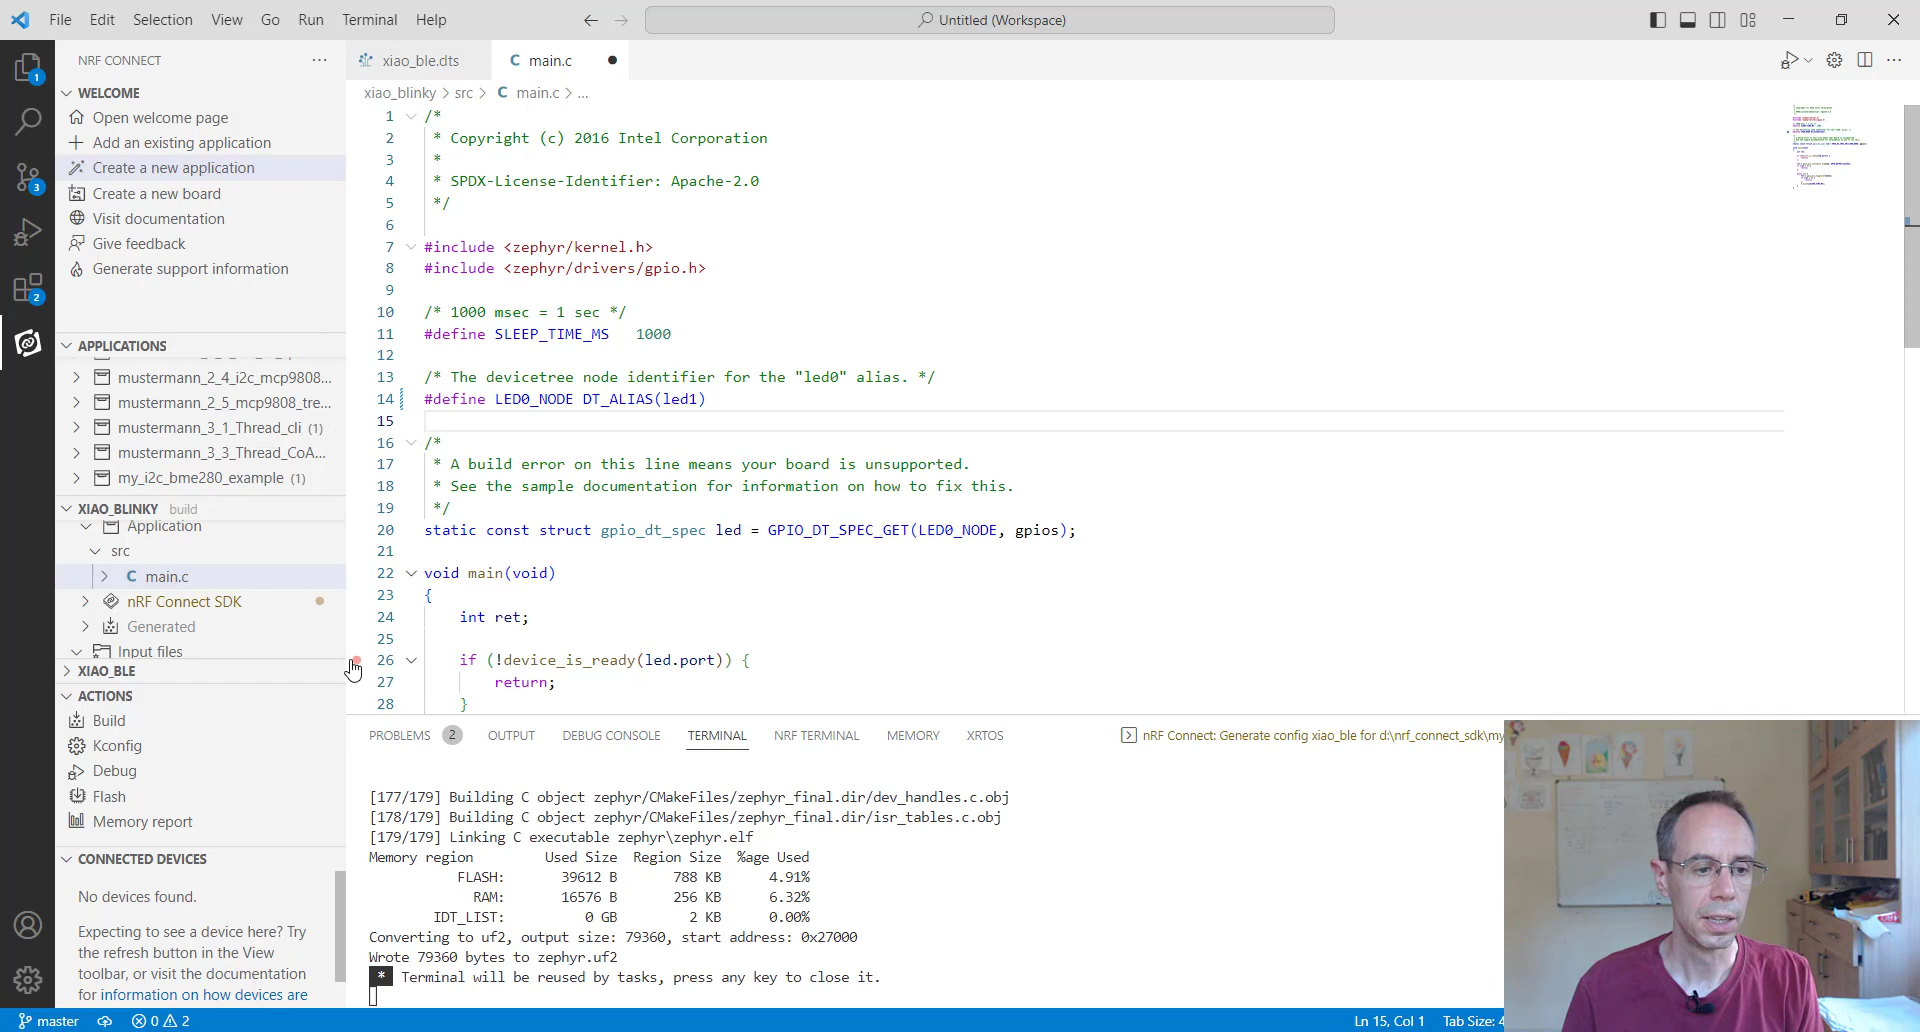 File Edit Selection View Go Run Terminal Help
Untitled (Workspace)
NRF CONNECT
WELCOME
Open welcome page
Add an existing application
Create a new application
Create a new board
Visit documentation
Give feedback
Generate support information
APPLICATIONS
mustermann_2_4_i2c_mcp9808...
mustermann_2_5_mcp9808_tre...
mustermann_3_1_Thread_cli (1)
mustermann_3_3_Thread_CoA...
my_i2c_bme280_example (1)
XIAO_BLINKY build
Application
src
C main.c
nRF Connect SDK
Generated
Input files
XIAO_BLE
ACTIONS
Build
Kconfig
Debug
Flash
Memory report
CONNECTED DEVICES
No devices found.
Expecting to see a device here? Try
the refresh button in the View
toolbar, or visit the documentation
for information on how devices are
1
3
2
xiao_ble.dts
C main.c
xiao_blinky > src > C main.c > ...
1 /*
2 * Copyright (c) 2016 Intel Corporation
3 *
4 * SPDX-License-Identifier: Apache-2.0
5 */
6
7 #include <zephyr/kernel.h>
8 #include <zephyr/drivers/gpio.h>
9
10 /* 1000 msec = 1 sec */
11 #define SLEEP_TIME_MS 1000
12
13 /* The devicetree node identifier for the "led0" alias. */
14 #define LED0_NODE DT_ALIAS(led1)
15
16 /*
17 * A build error on this line means your board is unsupported.
18 * See the sample documentation for information on how to fix this.
19 */
20 static const struct gpio_dt_spec led = GPIO_DT_SPEC_GET(LED0_NODE, gpios);
21
22 void main(void)
23 {
24 int ret;
25
26 if (!device_is_ready(led.port)) {
27 return;
28 }
PROBLEMS 2 OUTPUT DEBUG CONSOLE TERMINAL NRF TERMINAL MEMORY XRTOS
nRF Connect: Generate config xiao_ble for d:\nrf_connect_sdk\my
[177/179] Building C object zephyr/CMakeFiles/zephyr_final.dir/dev_handles.c.obj
[178/179] Building C object zephyr/CMakeFiles/zephyr_final.dir/isr_tables.c.obj
[179/179] Linking C executable zephyr\zephyr.elf
Memory region Used Size Region Size %age Used
FLASH: 39612 B 788 KB 4.91%
RAM: 16576 B 256 KB 6.32%
IDT_LIST: 0 GB 2 KB 0.00%
Converting to uf2, output size: 79360, start address: 0x27000
Wrote 79360 bytes to zephyr.uf2
* Terminal will be reused by tasks, press any key to close it.
master 0 2
Ln 15, Col 1 Tab Size: 4